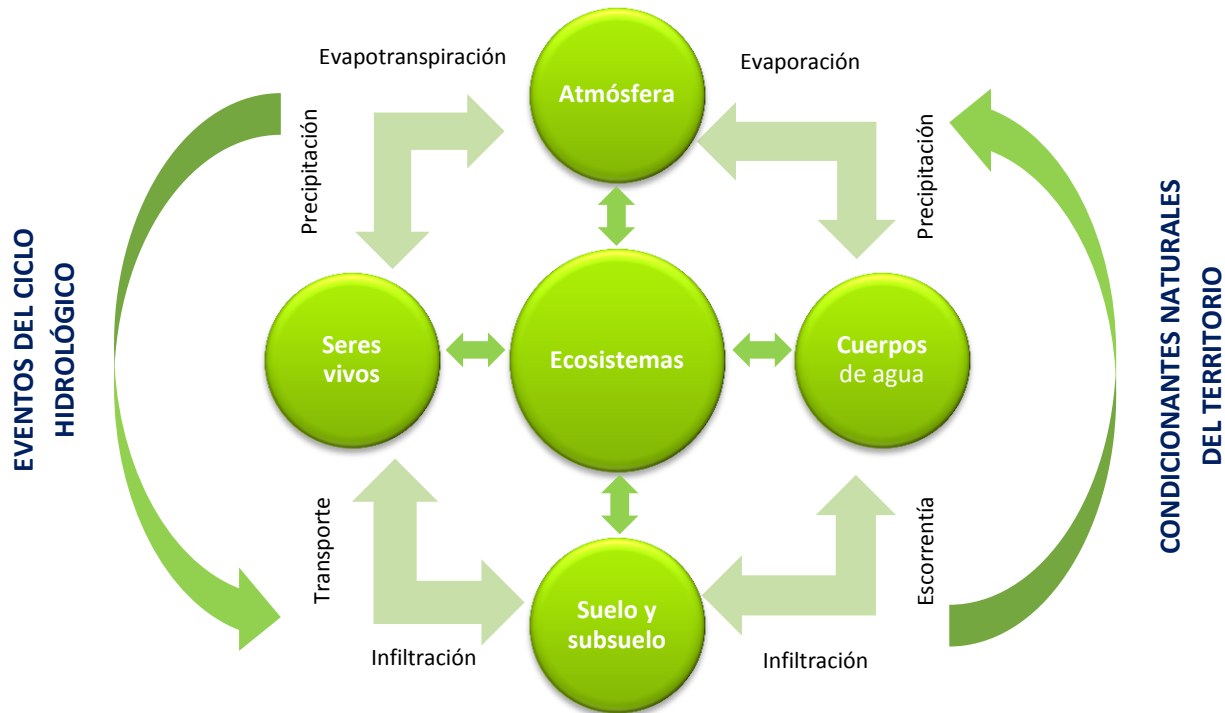 Evapotranspiración
Evaporación
Atmósfera
Precipitación
Precipitación
EVENTOS DEL CICLO
HIDROLÓGICO
Seres
vivos
Ecosistemas
Cuerpos
de agua
CONDICIONANTES NATURALES
DEL TERRITORIO
Transporte
Escorrentía
Suelo y
subsuelo
Infiltración
Infiltración